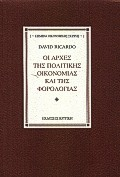 DAVID RICARDO
ΟΙ ΑΡΧΕΣ
ΤΗΣ ΠΟΛΙΤΙΚΗΣ
ΟΙΚΟΝΟΜΙΑΣ
ΚΑΙ ΤΗΣ
ΦΟΡΟΛΟΓΙΑΣ
ΕΚΔΟΣΕΙΣ ΚΡΙΤΙΚΗ